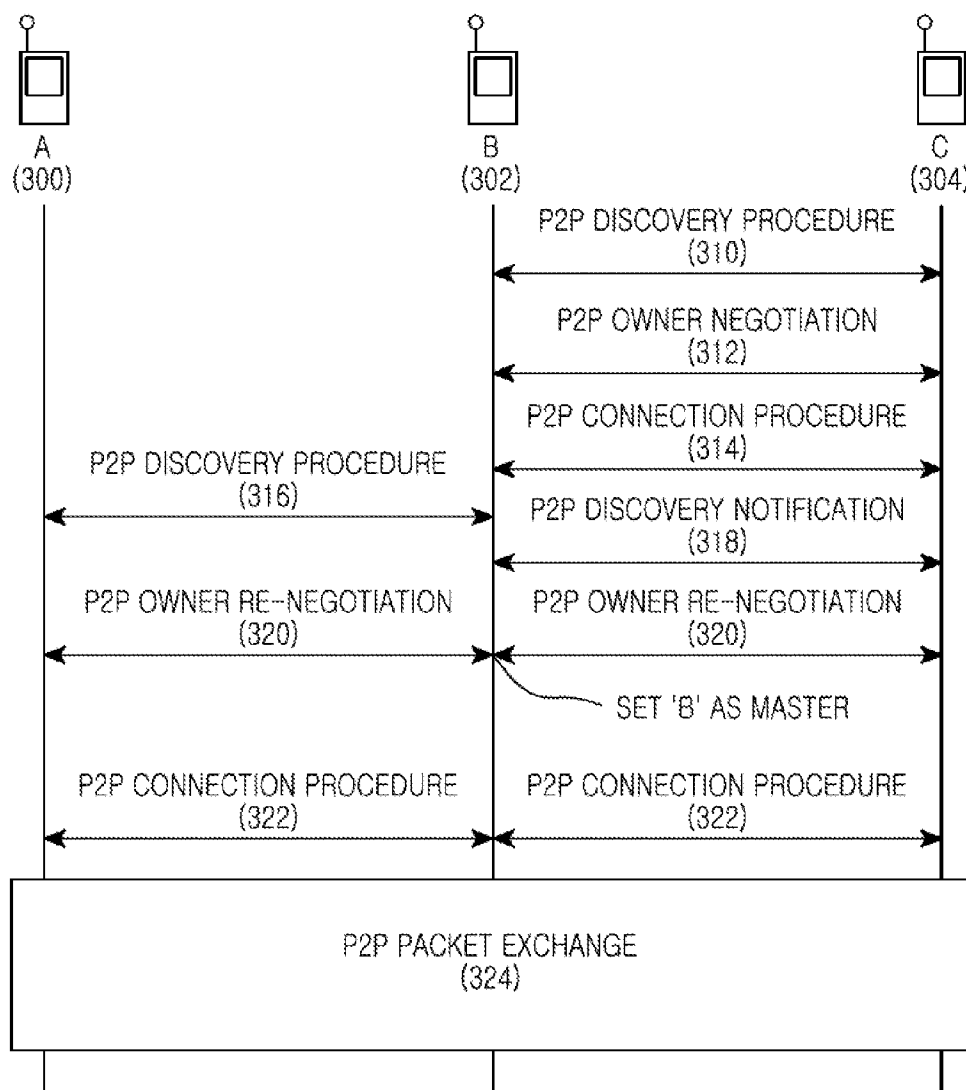 A
(300)
B
(302)
C
(304)
P2P DISCOVERY PROCEDURE
(310)
P2P OWNER NEGOTIATION
(312)
P2P CONNECTION PROCEDURE
(314)
P2P DISCOVERY PROCEDURE
(316)
P2P DISCOVERY NOTIFICATION
(318)
P2P OWNER RE-NEGOTIATION
(320)
P2P OWNER RE-NEGOTIATION
(320)
SET 'B' AS MASTER
P2P CONNECTION PROCEDURE
(322)
P2P CONNECTION PROCEDURE
(322)
P2P PACKET EXCHANGE
(324)